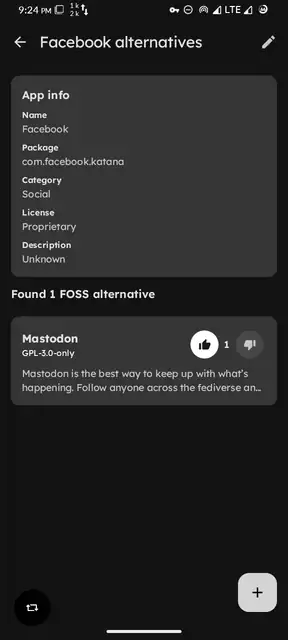 9:24 PM 1 k 2 k LTE
Facebook alternatives
App info
Name
Facebook
Package
com.facebook.katana
Category
Social
License
Proprietary
Description
Unknown
Found 1 FOSS alternative
Mastodon
GPL-3.0-only
1
Mastodon is the best way to keep up with what's
happening. Follow anyone across the fediverse an…